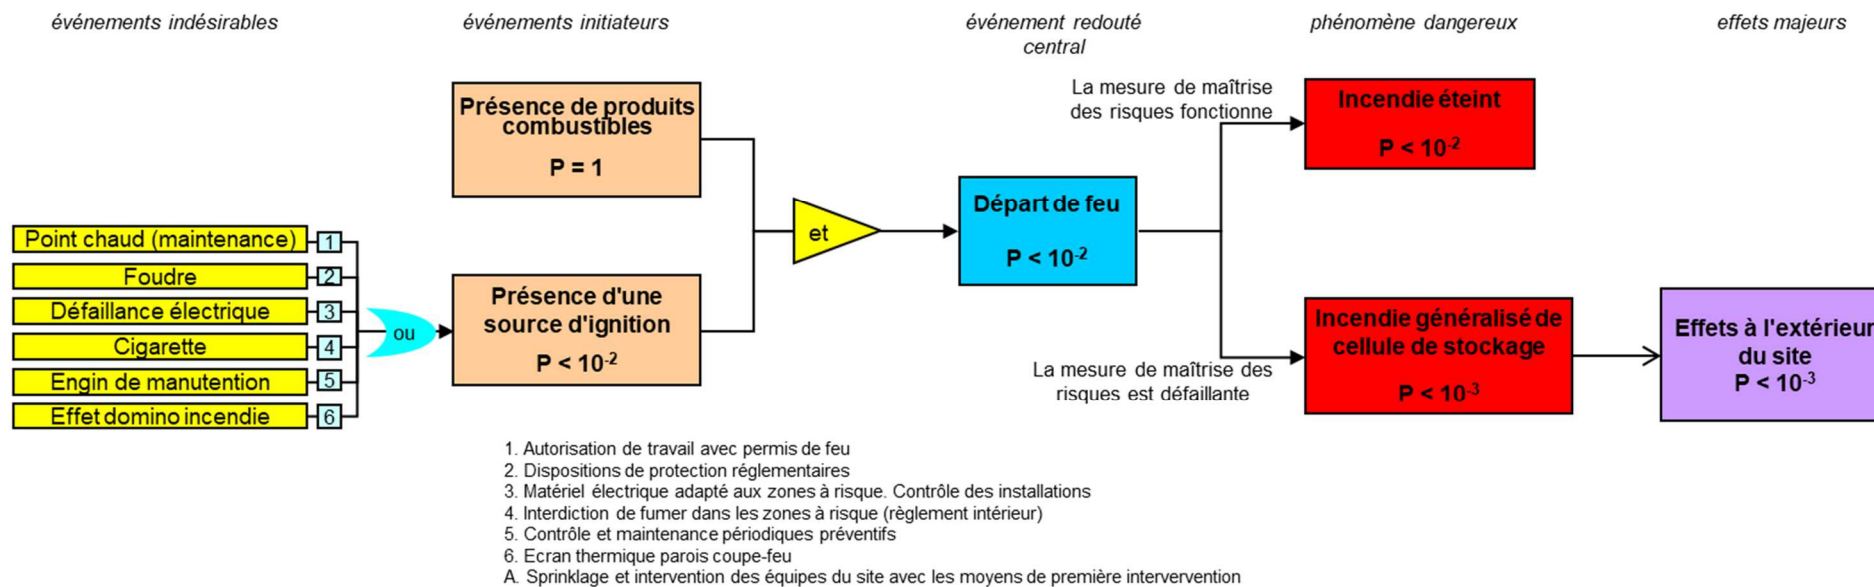 événements indésirables
événements initiateurs
événement redouté
central
phénomène dangereux
effets majeurs
Présence de produits
combustibles
P = 1
La mesure de maîtrise
des risques fonctionne
Incendie éteint
P < 10⁻²
Départ de feu
P < 10⁻²
et
Point chaud (maintenance) 1
Foudre 2
Défaillance électrique 3
Cigarette 4
Engin de manutention 5
Effet domino incendie 6
ou
Présence d'une
source d'ignition
P < 10⁻²
La mesure de maîtrise des
risques est défaillante
Incendie généralisé de
cellule de stockage
P < 10⁻³
Effets à l'extérieur
du site
P < 10⁻³
1. Autorisation de travail avec permis de feu
2. Dispositions de protection réglementaires
3. Matériel électrique adapté aux zones à risque. Contrôle des installations
4. Interdiction de fumer dans les zones à risque (règlement intérieur)
5. Contrôle et maintenance périodiques préventifs
6. Ecran thermique parois coupe-feu
A. Sprinklage et intervention des équipes du site avec les moyens de première intervervention